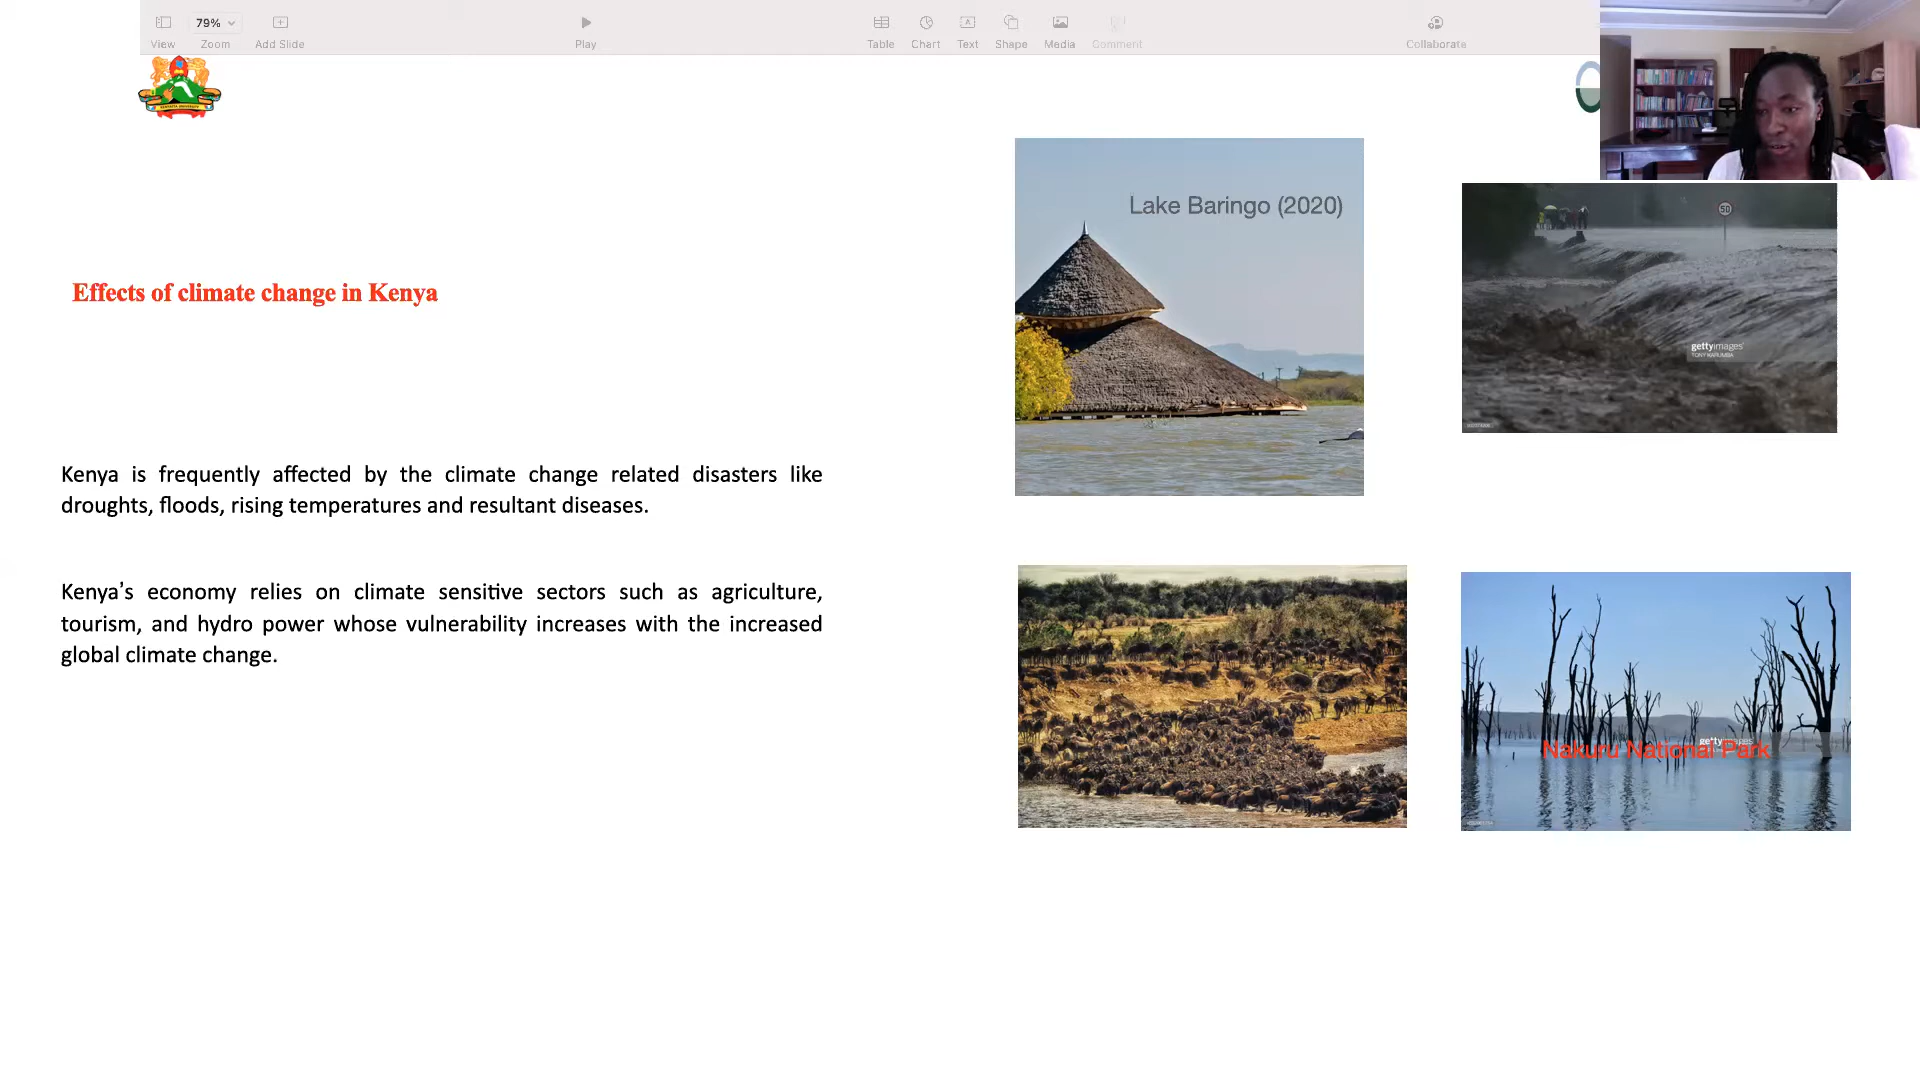 79%
View
Zoom
Add Slide
Play
Table
Chart
Text
Shape
Media
Comment
Collaborate
Lake Baringo (2020)
50
gettyimages
TONY KARUMBA
Effects of climate change in Kenya
Kenya is frequently affected by the climate change related disasters like
droughts, floods, rising temperatures and resultant diseases.
Kenya's economy relies on climate sensitive sectors such as agriculture,
tourism, and hydro power whose vulnerability increases with the increased
global climate change.
gettyimages
Nakuru National Park